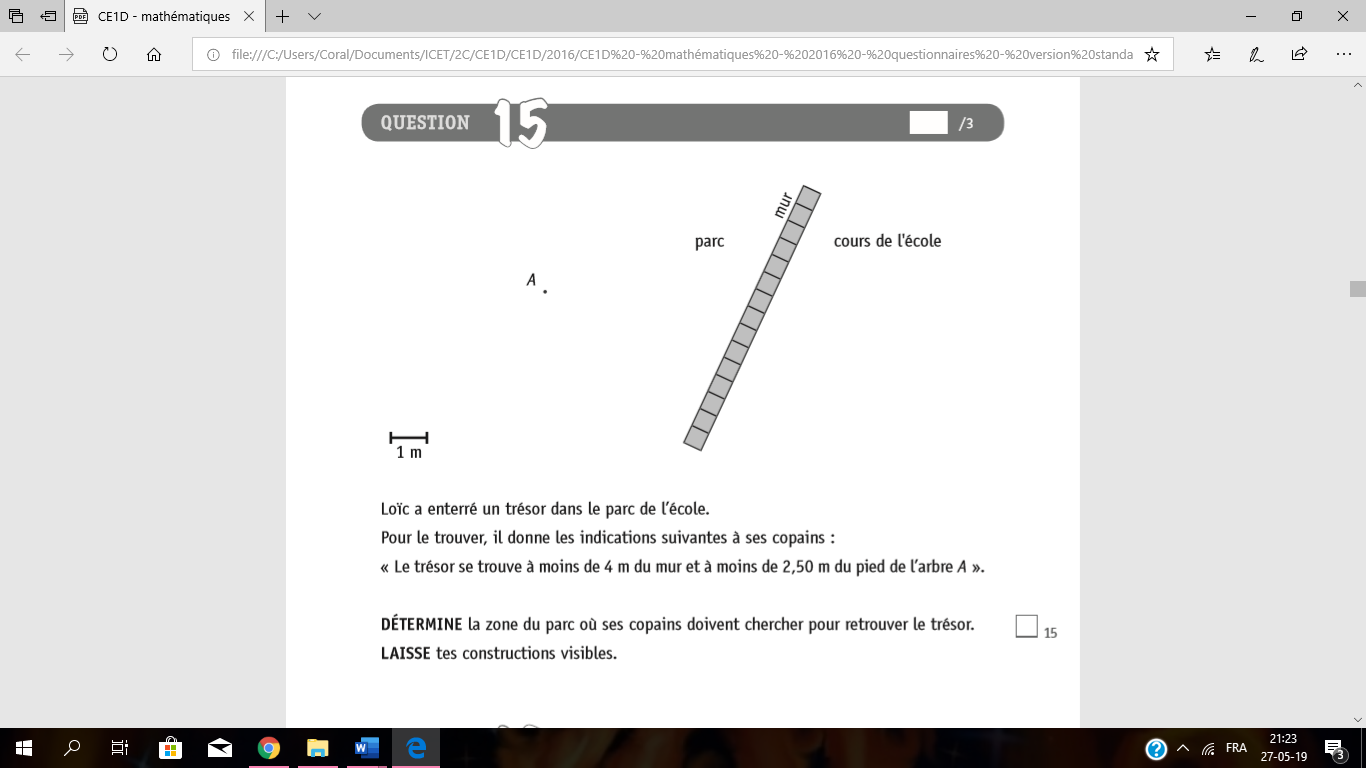 CE1D - mathématiques
file:///C:/Users/Coral/Documents/ICET/2C/CE1D/CE1D/2016/CE1D%20-%20mathématiques%20-%202016%20-%20questionnaires%20-%20version%20standa
QUESTION 15 /3
mur
parc
cours de l'école
A
1 m
Loïc a enterré un trésor dans le parc de l'école.
Pour le trouver, il donne les indications suivantes à ses copains :
« Le trésor se trouve à moins de 4 m du mur et à moins de 2,50 m du pied de l'arbre A ».
DÉTERMINE la zone du parc où ses copains doivent chercher pour retrouver le trésor.
15
LAISSE tes constructions visibles.
FRA
21:23
27-05-19
3